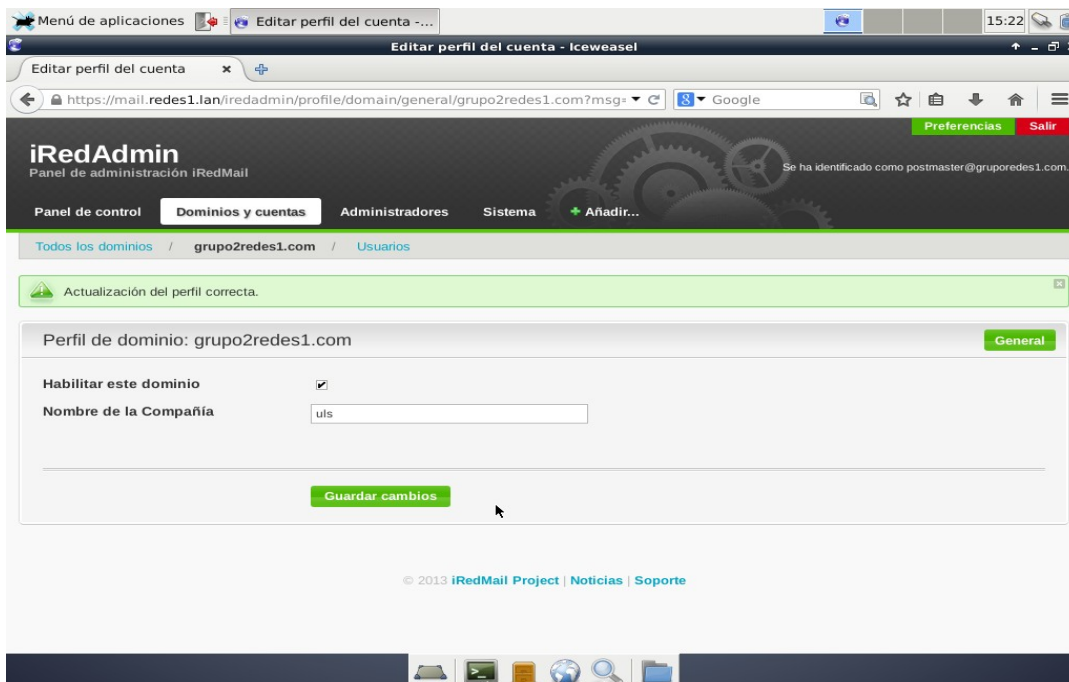 Menú de aplicaciones Editar perfil del cuenta -... 15:22
Editar perfil del cuenta - Iceweasel
Editar perfil del cuenta
https://mail.redes1.lan/iredadmin/profile/domain/general/grupo2redes1.com?msg= Google
Preferencias Salir
iRedAdmin
Panel de administración iRedMail
Se ha identificado como postmaster@gruporedes1.com.
Panel de control Dominios y cuentas Administradores Sistema + Añadir...
Todos los dominios / grupo2redes1.com / Usuarios
Actualización del perfil correcta.
Perfil de dominio: grupo2redes1.com General
Habilitar este dominio
Nombre de la Compañía uls
Guardar cambios
© 2013 iRedMail Project | Noticias | Soporte